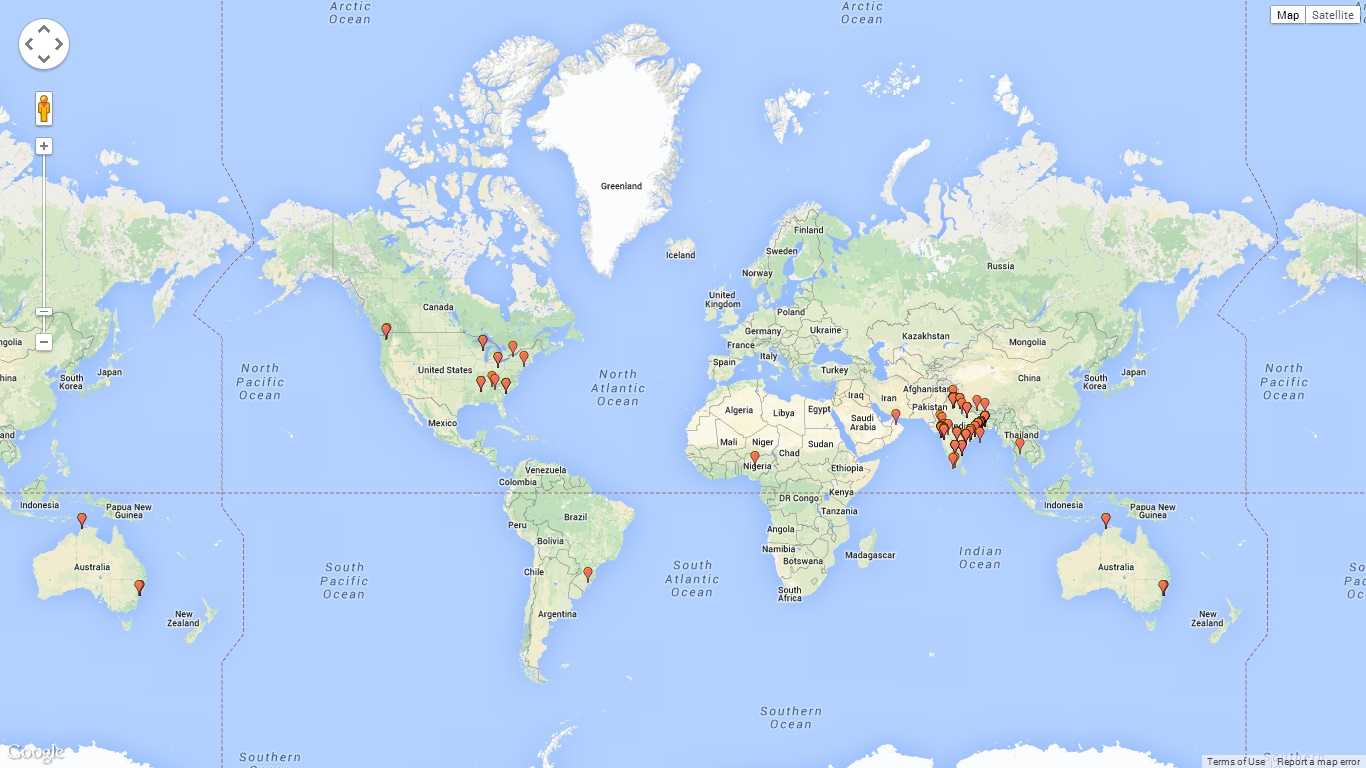 Arctic
Ocean
Arctic
Ocean
Map
Satellite
Greenland
Finland
Iceland
Sweden
Norway
Russia
Canada
United
Kingdom
Poland
Germany
Ukraine
Kazakhstan
Mongolia
France
Italy
Spain
Turkey
United States
North
Pacific
Ocean
North
Atlantic
Ocean
North
Pacific
Ocean
Japan
South
Korea
Japan
South
Korea
China
Afghanistan
Iraq
Iran
Pakistan
Algeria
Libya
Egypt
Saudi
Arabia
Mexico
Mali
Niger
Chad
Sudan
Nigeria
Ethiopia
Thailand
Venezuela
Colombia
DR Congo
Kenya
Tanzania
Indonesia
Papua New
Guinea
Indonesia
Papua New
Guinea
Brazil
Peru
Bolivia
Angola
Namibia
Botswana
Madagascar
Indian
Ocean
Australia
Australia
Chile
South
Pacific
Ocean
South
Atlantic
Ocean
South
Africa
Argentina
New
Zealand
New
Zealand
Southern
Ocean
Southern
Google
Southern
Terms of Use
Report a map error